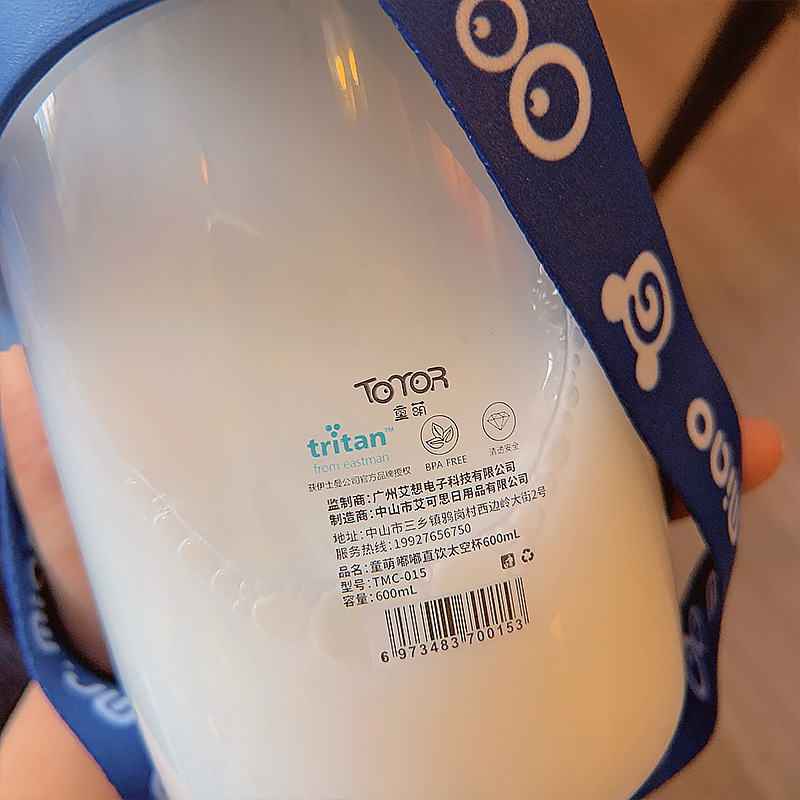 TOTOR
童萌
tritan™
from eastman
BPA FREE
清透安全
获伊士曼公司官方品牌授权
监制商:广州艾想电子科技有限公司
制造商:中山市艾可思日用品有限公司
地址:中山市三乡镇鸦岗村西边岭大街2号
服务热线:19927656750
品名:童萌嘟嘟直饮太空杯600mL
型号:TMC-015
容量:600mL
6 973483 700153